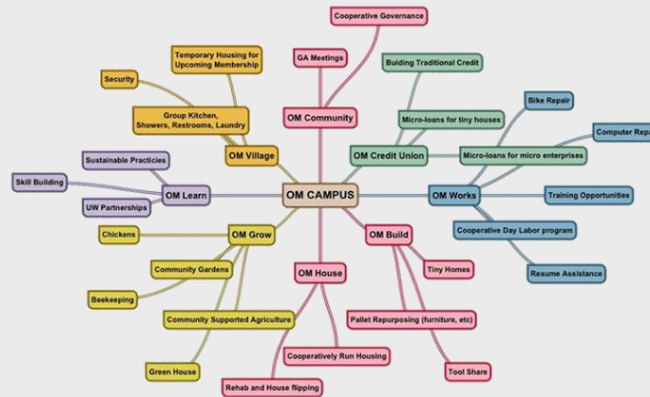 Cooperative Governance
GA Meetings
OM Community
Temporary Housing for
Upcoming Membership
Security
Group Kitchen,
Showers, Restrooms, Laundry
OM Village
Buiding Traditional Credit
Micro-loans for tiny houses
OM Credit Union
Micro-loans for micro enterprises
Bike Repair
Computer Repa
OM Works
Training Opportunities
Cooperative Day Labor program
Resume Assistance
Sustainable Practicies
Skill Building
OM Learn
UW Partnerships
OM CAMPUS
Chickens
OM Grow
Community Gardens
Beekeeping
Community Supported Agriculture
Green House
OM House
Cooperatively Run Housing
Rehab and House flipping
OM Build
Tiny Homes
Pallet Repurposing (furniture, etc)
Tool Share